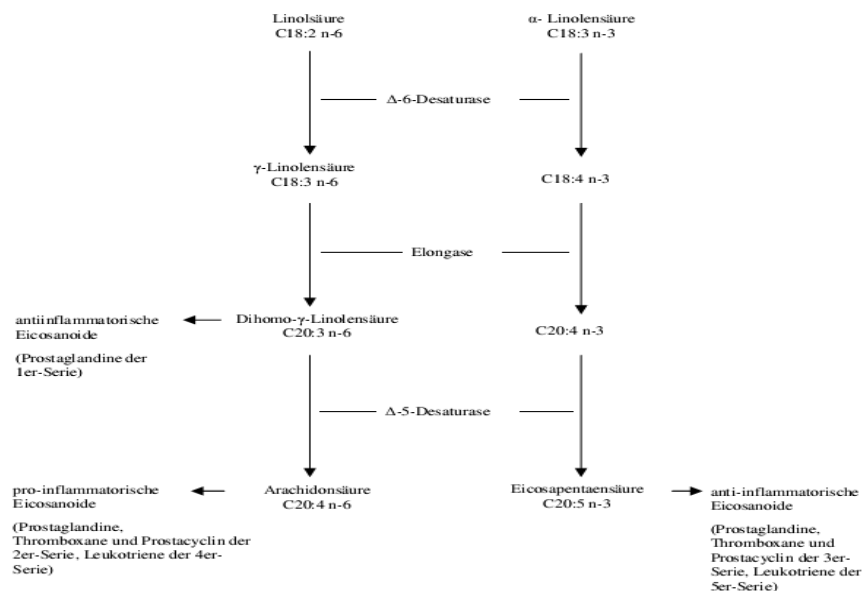 Linolsäure
C18:2 n-6
α- Linolensäure
C18:3 n-3
Δ-6-Desaturase
γ-Linolensäure
C18:3 n-6
C18:4 n-3
Elongase
antiinflammatorische
Eicosanoide
(Prostaglandine der
1er-Serie)
Dihomo-γ-Linolensäure
C20:3 n-6
C20:4 n-3
Δ-5-Desaturase
pro-inflammatorische
Eicosanoide
(Prostaglandine,
Thromboxane und Prostacyclin der
2er-Serie, Leukotriene der 4er-
Serie)
Arachidonsäure
C20:4 n-6
Eicosapentaensäure
C20:5 n-3
anti-inflammatorische
Eicosanoide
(Prostaglandine,
Thromboxane und
Prostacyclin der 3er-
Serie, Leukotriene der
5er-Serie)